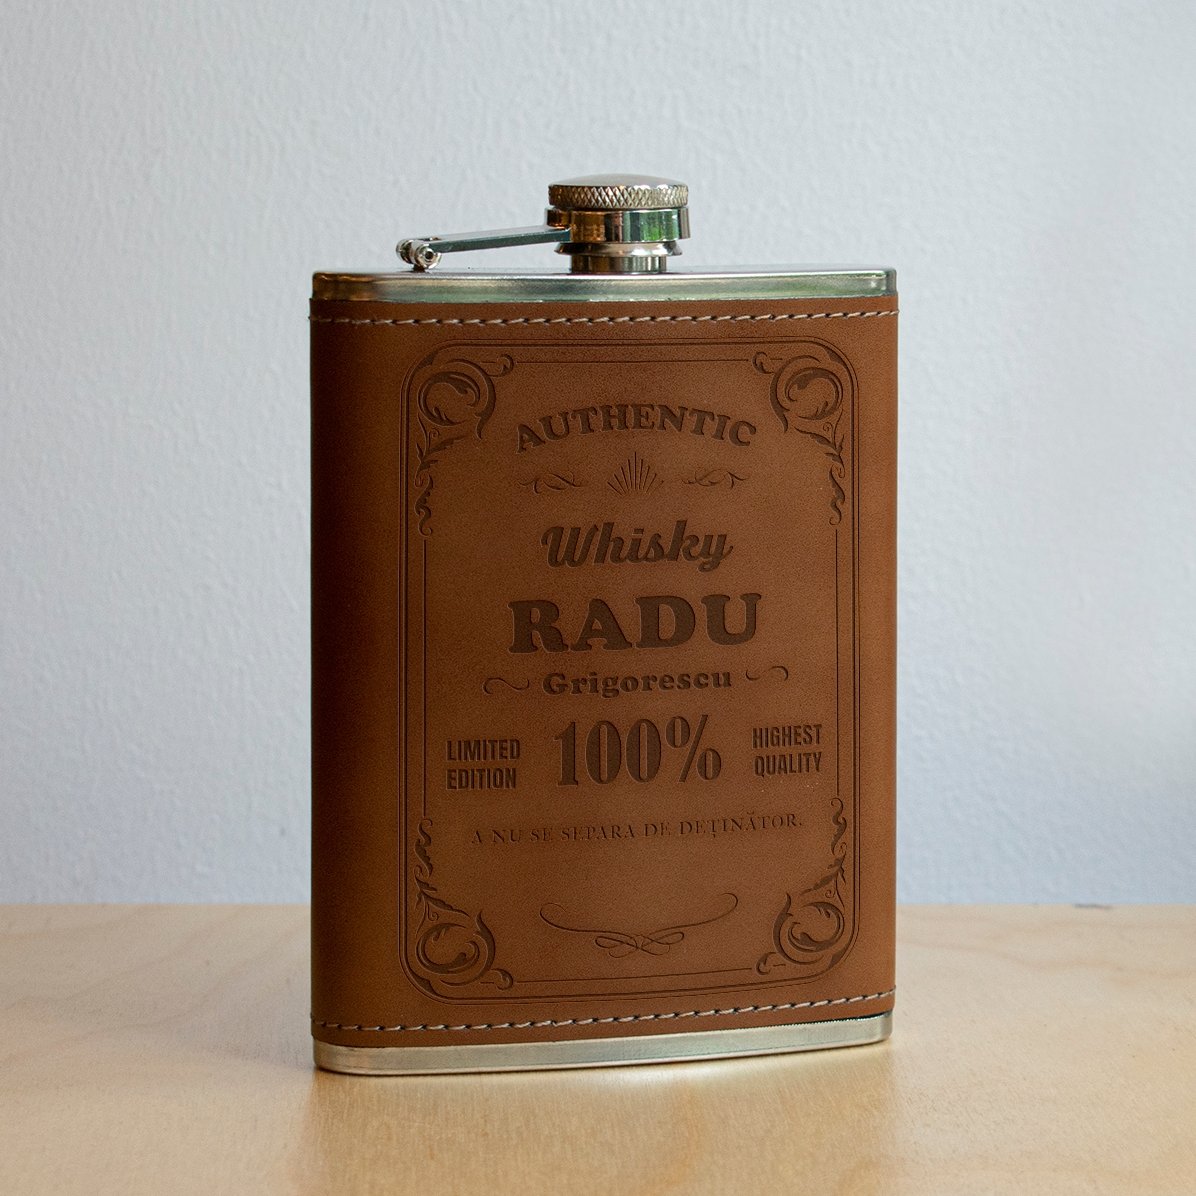 AUTHENTIC
Whisky
RADU
Grigorescu
LIMITED
EDITION
100%
HIGHEST
QUALITY
A NU SE SEPARA DE DEȚINĂTOR.